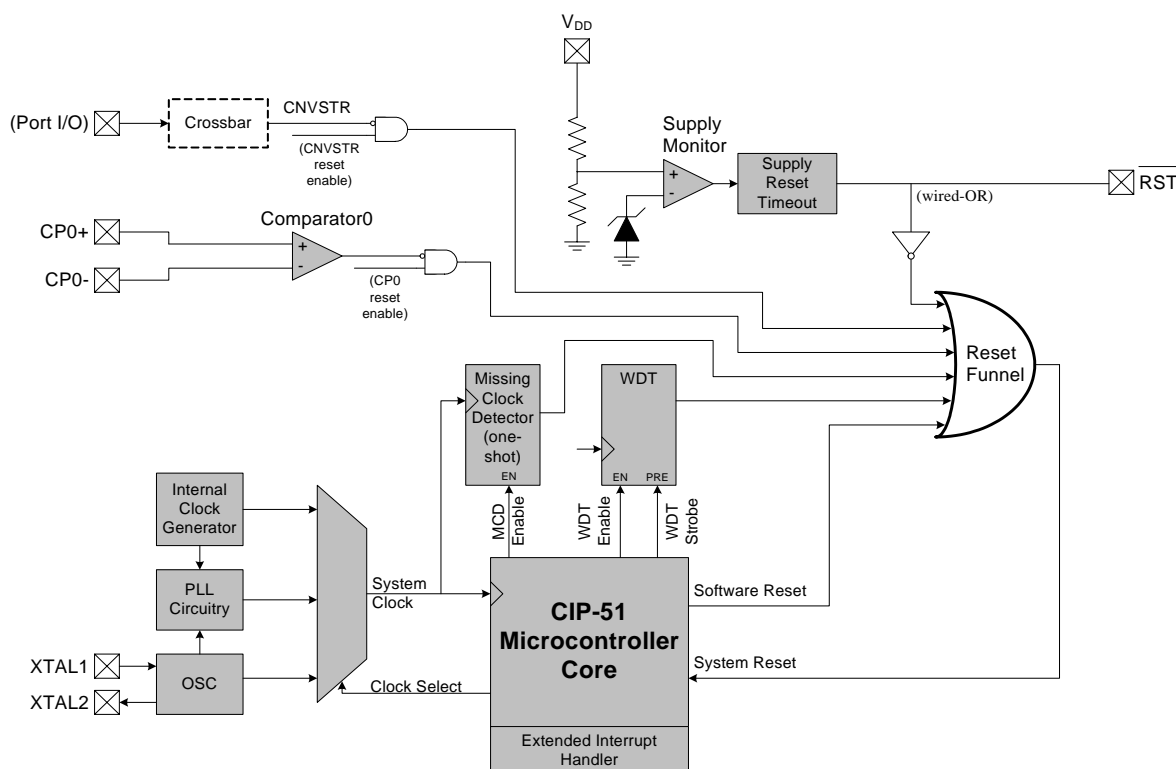 VDD
(Port I/O)
Crossbar
CNVSTR
(CNVSTR
reset
enable)
Supply
Monitor
+
-
Supply
Reset
Timeout
(wired-OR)
RST
CP0+
CP0-
Comparator0
+
-
(CP0
reset
enable)
Reset
Funnel
Missing
Clock
Detector
(one-
shot)
EN
WDT
EN
PRE
MCD
Enable
WDT
Enable
WDT
Strobe
Internal
Clock
Generator
PLL
Circuitry
OSC
XTAL1
XTAL2
System
Clock
Clock Select
CIP-51
Microcontroller
Core
Software Reset
System Reset
Extended Interrupt
Handler